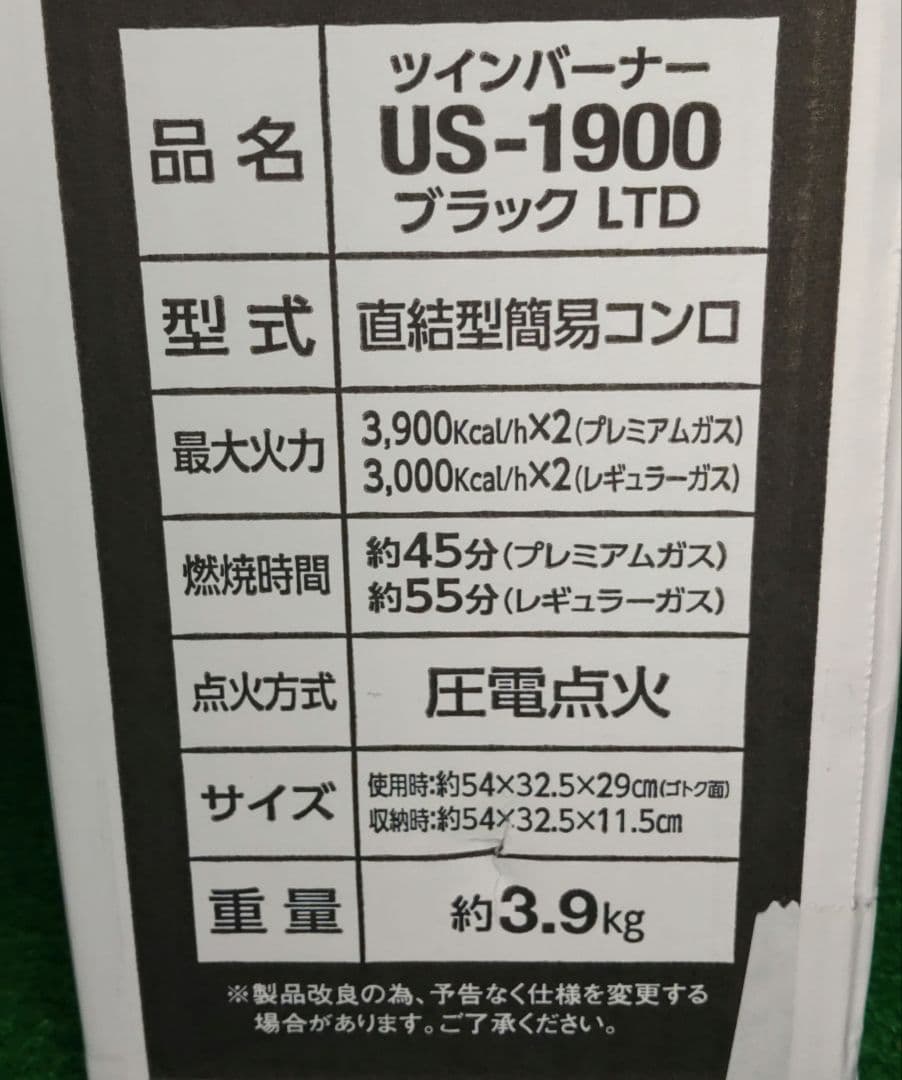 品名
ツインバーナー
US-1900
ブラック LTD
型式
直結型簡易コンロ
最大火力
3,900Kcal/h×2(プレミアムガス)
3,000Kcal/h×2(レギュラーガス)
燃焼時間
約45分(プレミアムガス)
約55分(レギュラーガス)
点火方式
圧電点火
サイズ
使用時:約54×32.5×29cm(ゴトク面)
収納時:約54×32.5×11.5cm
重量
約3.9kg
※製品改良の為、予告なく仕様を変更する
場合があります。ご了承ください。